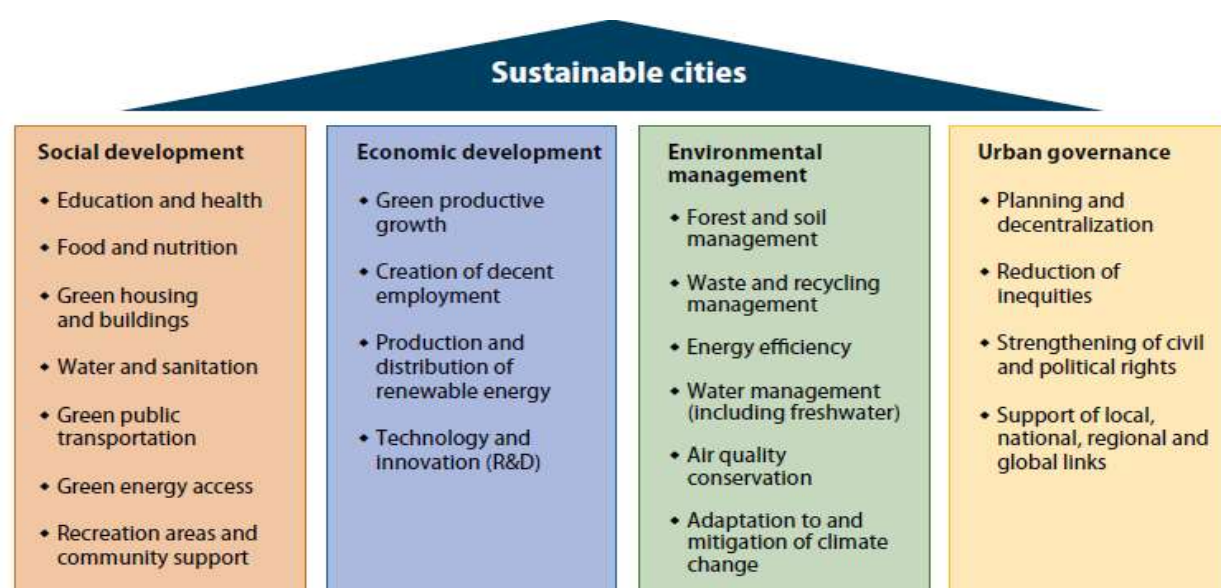 Sustainable cities
Social development
◆ Education and health
◆ Food and nutrition
◆ Green housing
and buildings
◆ Water and sanitation
◆ Green public
transportation
◆ Green energy access
◆ Recreation areas and
community support
Economic development
◆ Green productive
growth
◆ Creation of decent
employment
◆ Production and
distribution of
renewable energy
◆ Technology and
innovation (R&D)
Environmental
management
◆ Forest and soil
management
◆ Waste and recycling
management
◆ Energy efficiency
◆ Water management
(including freshwater)
◆ Air quality
conservation
◆ Adaptation to and
mitigation of climate
change
Urban governance
◆ Planning and
decentralization
◆ Reduction of
inequities
◆ Strengthening of civil
and political rights
◆ Support of local,
national, regional and
global links